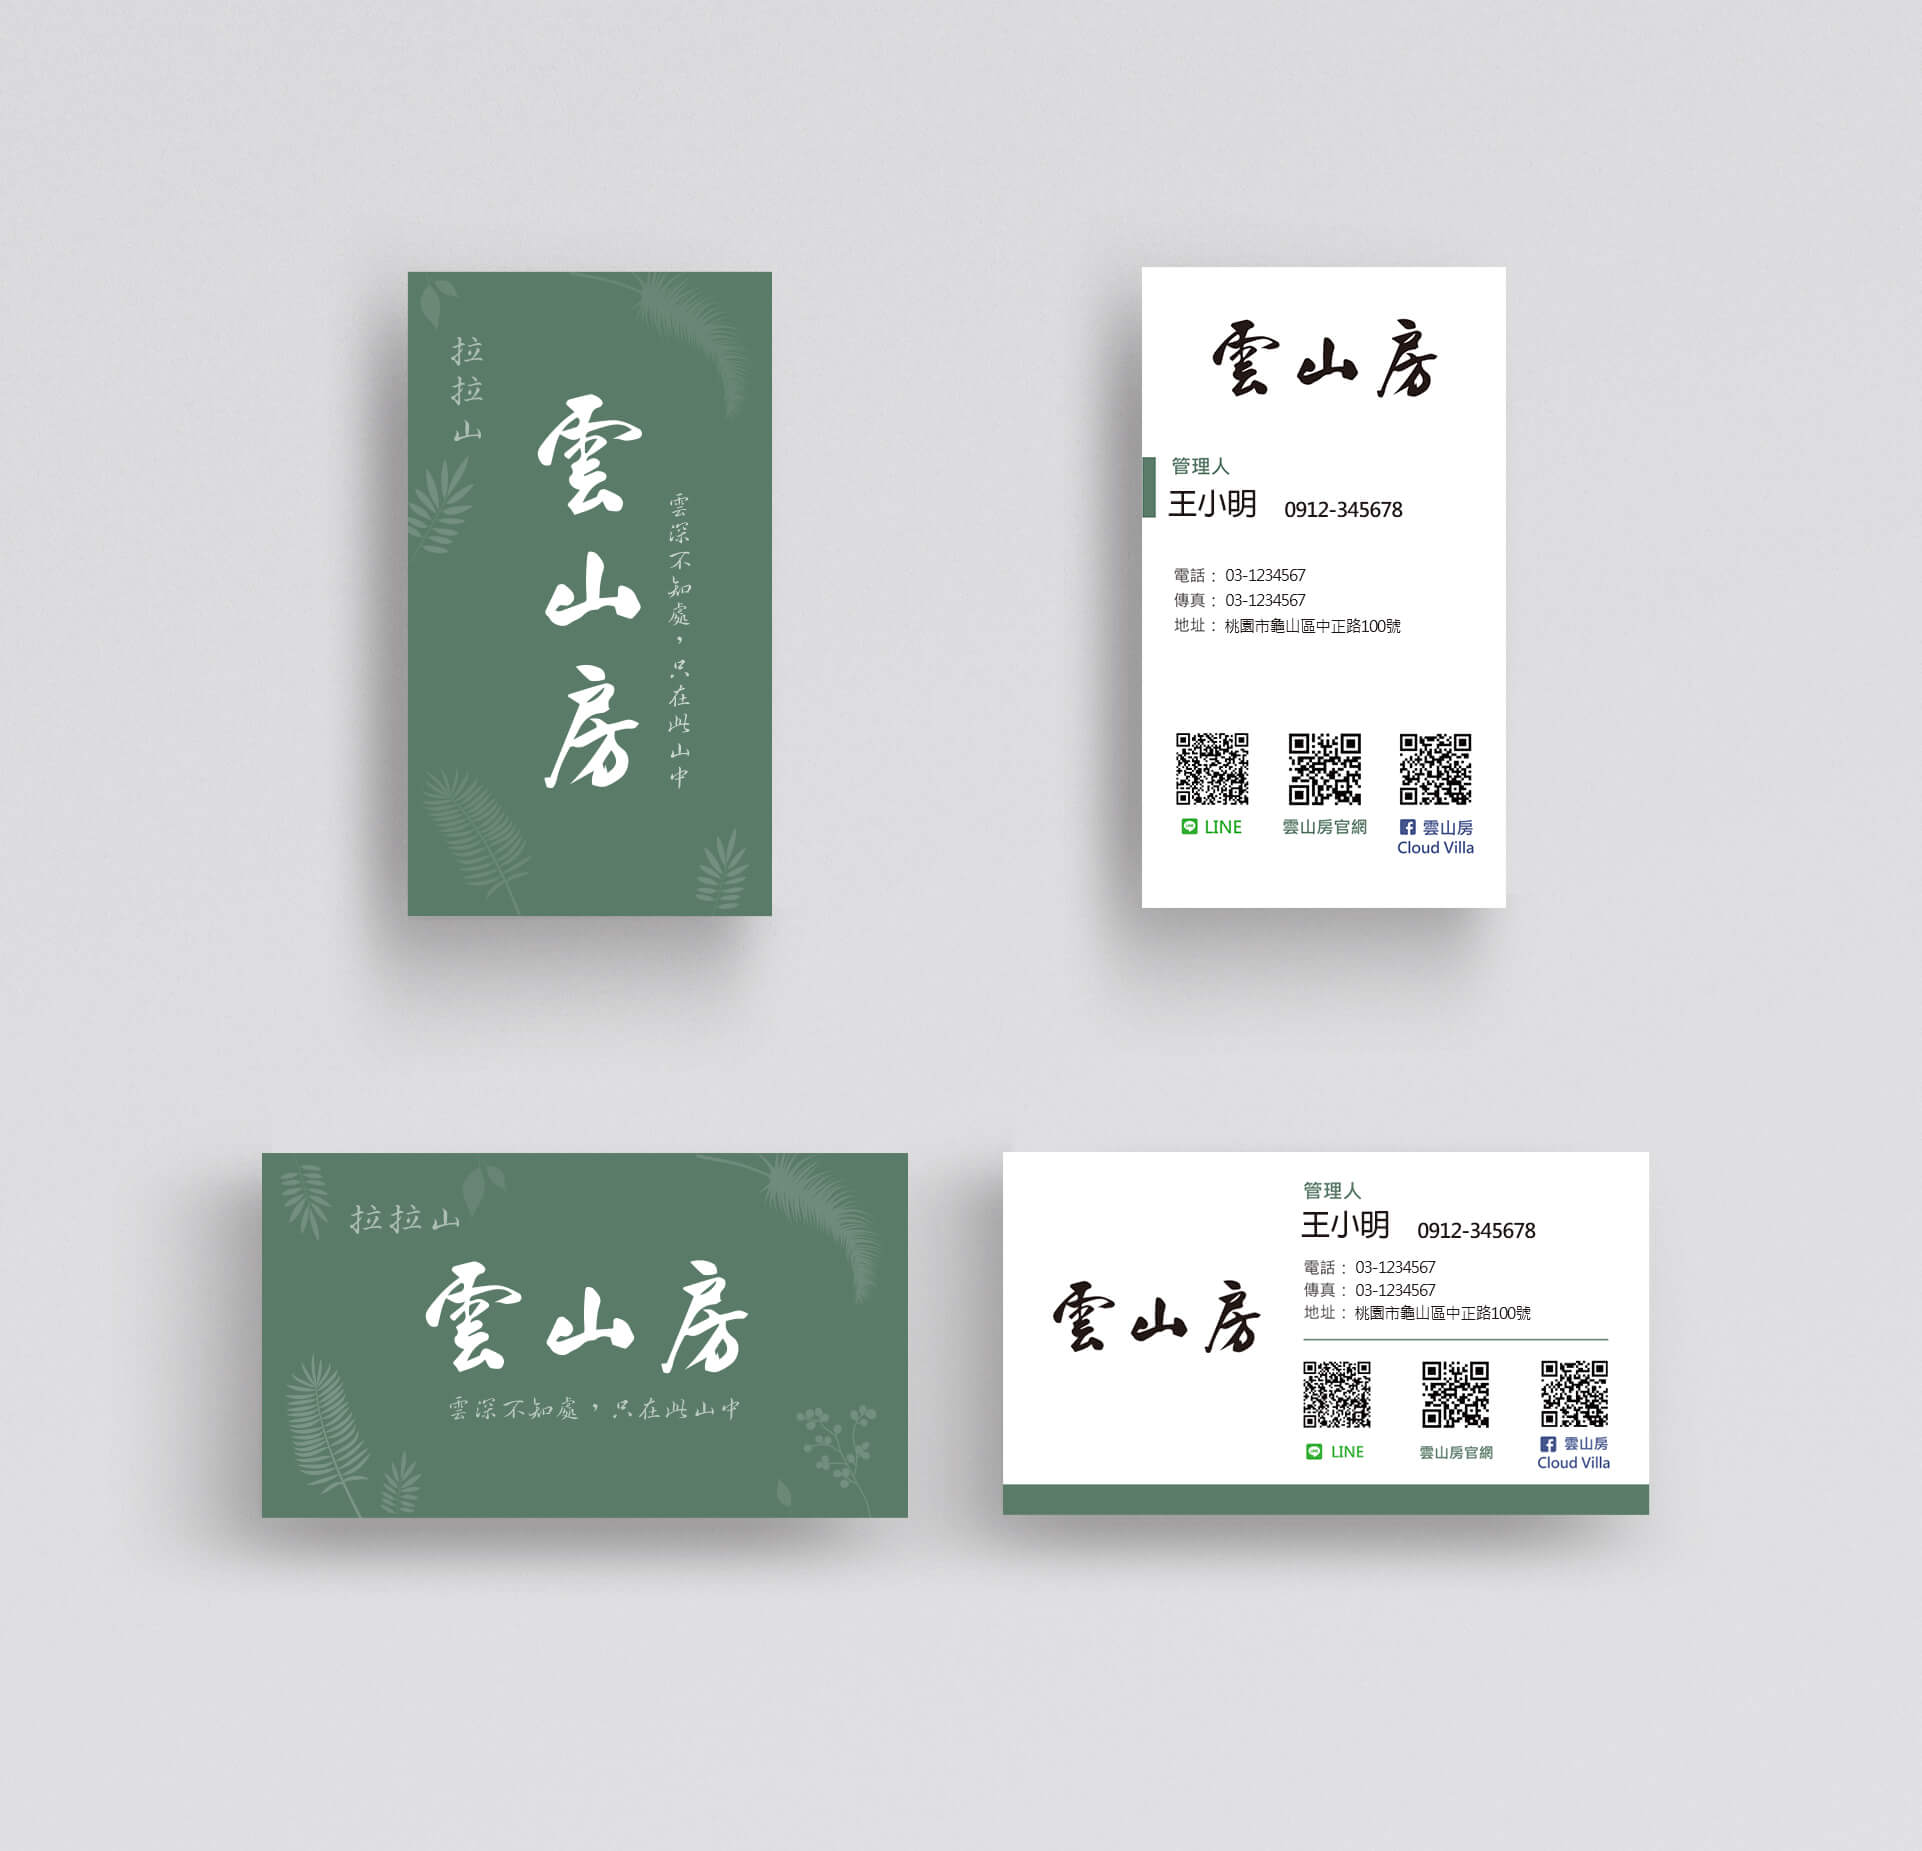 拉拉山
雲山房
雲深不知處，只在此山中
雲山房
管理人
王小明 0912-345678
電話： 03-1234567
傳真： 03-1234567
地址： 桃園市龜山區中正路100號
LINE
雲山房官網
雲山房
Cloud Villa
拉拉山
雲山房
雲深不知處，只在此山中
雲山房
管理人
王小明 0912-345678
電話： 03-1234567
傳真： 03-1234567
地址： 桃園市龜山區中正路100號
LINE
雲山房官網
雲山房
Cloud Villa